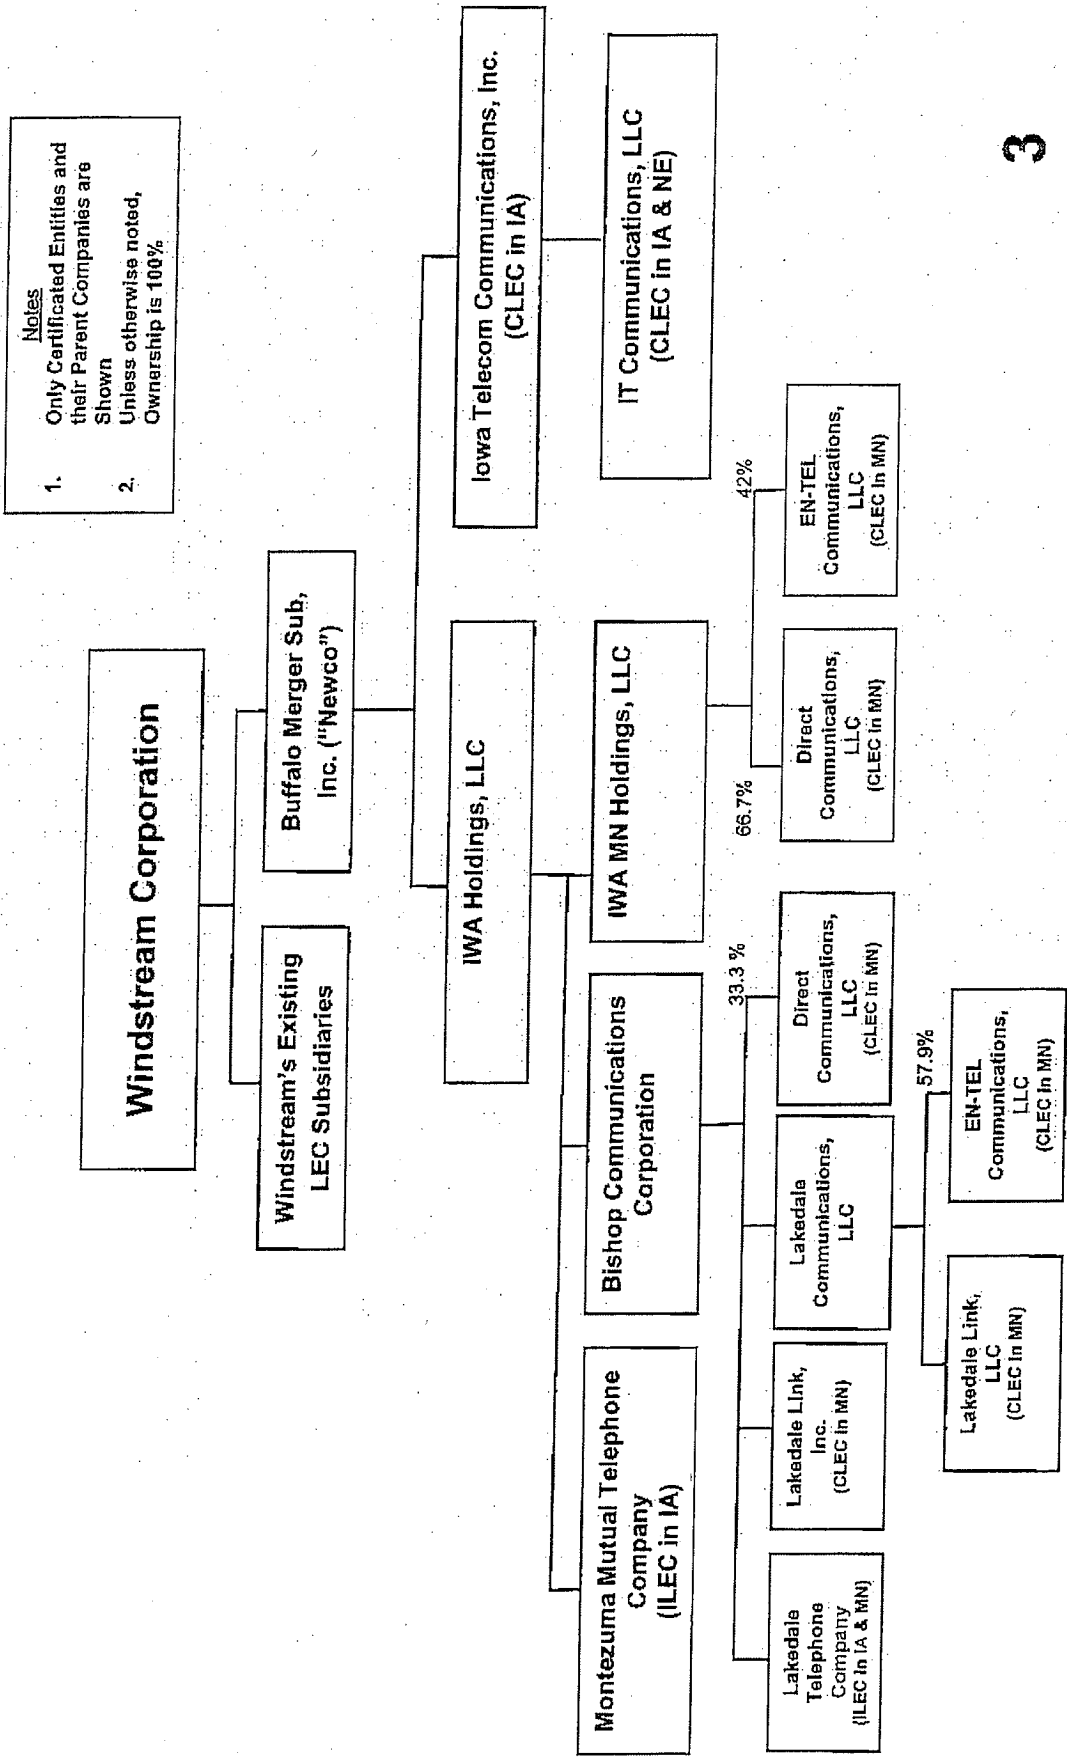 Notes
1. Only Certificated Entities and
their Parent Companies are
Shown
2. Unless otherwise noted,
Ownership is 100%
Windstream Corporation
Windstream's Existing
LEC Subsidiaries
Buffalo Merger Sub,
Inc. ("Newco")
IWA Holdings, LLC
Iowa Telecom Communications, Inc.
(CLEC in IA)
Montezuma Mutual Telephone
Company
(ILEC in IA)
Bishop Communications
Corporation
IWA MN Holdings, LLC
IT Communications, LLC
(CLEC in IA & NE)
33.3 %
66.7%
42%
Lakedale
Telephone
Company
(ILEC in IA & MN)
Lakedale Link,
Inc.
(CLEC in MN)
Lakedale
Communications,
LLC
Direct
Communications,
LLC
(CLEC in MN)
Direct
Communications,
LLC
(CLEC in MN)
EN-TEL
Communications,
LLC
(CLEC in MN)
57.9%
Lakedale Link,
LLC
(CLEC in MN)
EN-TEL
Communications,
LLC
(CLEC in MN)
3